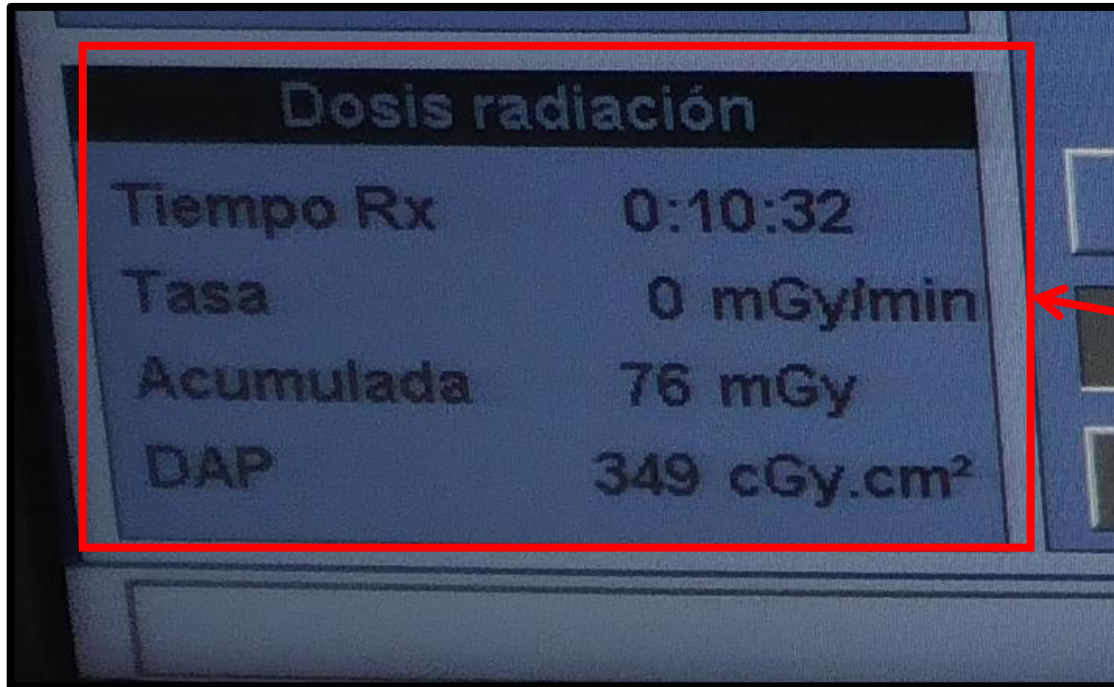 Dosis radiación
Tiempo Rx 0:10:32
Tasa 0 mGy/min
Acumulada 76 mGy
DAP 349 cGy.cm²